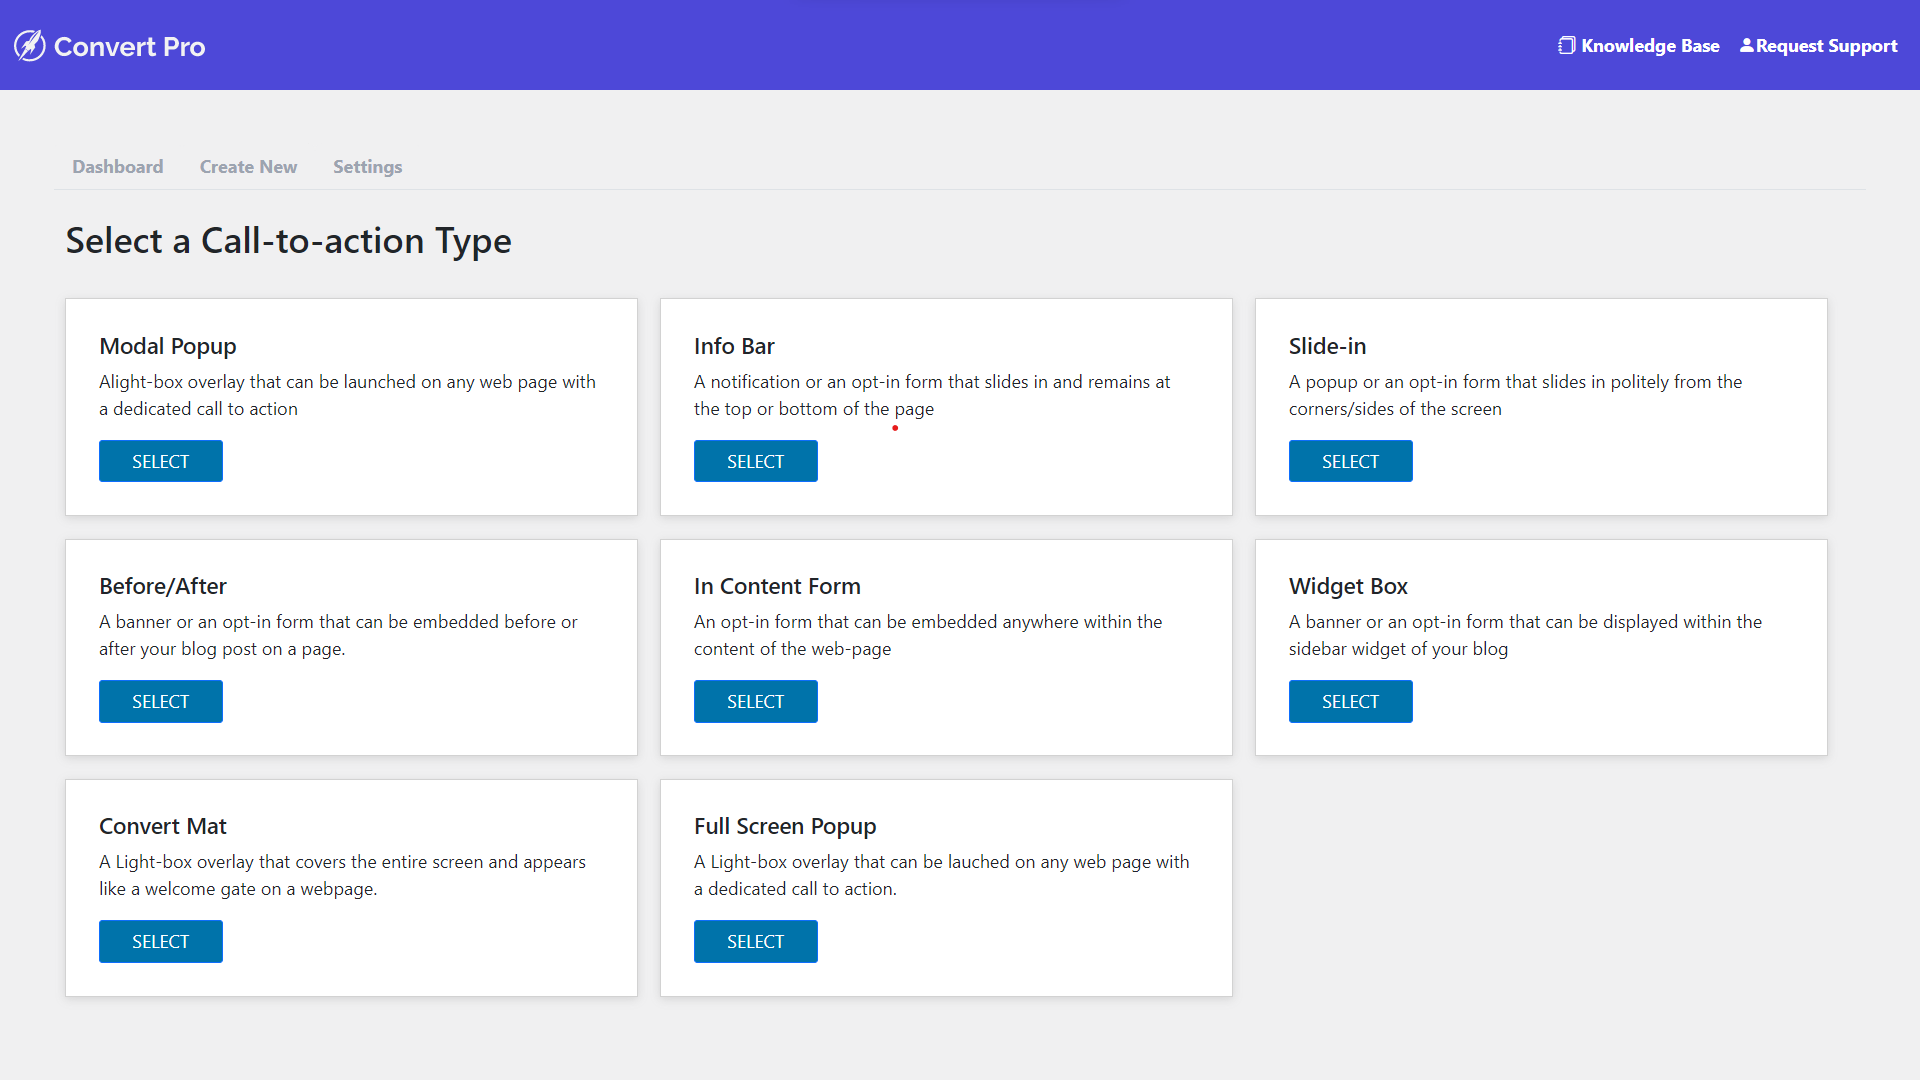 Convert Pro
Knowledge Base
Request Support
Dashboard
Create New
Settings
Select a Call-to-action Type
Modal Popup
Alight-box overlay that can be launched on any web page with
a dedicated call to action
SELECT
Info Bar
A notification or an opt-in form that slides in and remains at
the top or bottom of the page
SELECT
Slide-in
A popup or an opt-in form that slides in politely from the
corners/sides of the screen
SELECT
Before/After
A banner or an opt-in form that can be embedded before or
after your blog post on a page.
SELECT
In Content Form
An opt-in form that can be embedded anywhere within the
content of the web-page
SELECT
Widget Box
A banner or an opt-in form that can be displayed within the
sidebar widget of your blog
SELECT
Convert Mat
A Light-box overlay that covers the entire screen and appears
like a welcome gate on a webpage.
SELECT
Full Screen Popup
A Light-box overlay that can be lauched on any web page with
a dedicated call to action.
SELECT